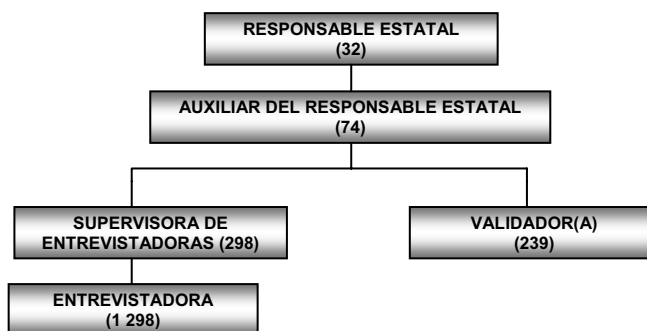 RESPONSABLE ESTATAL
(32)
AUXILIAR DEL RESPONSABLE ESTATAL
(74)
SUPERVISORA DE
ENTREVISTADORAS (298)
VALIDADOR(A)
(239)
ENTREVISTADORA
(1 298)